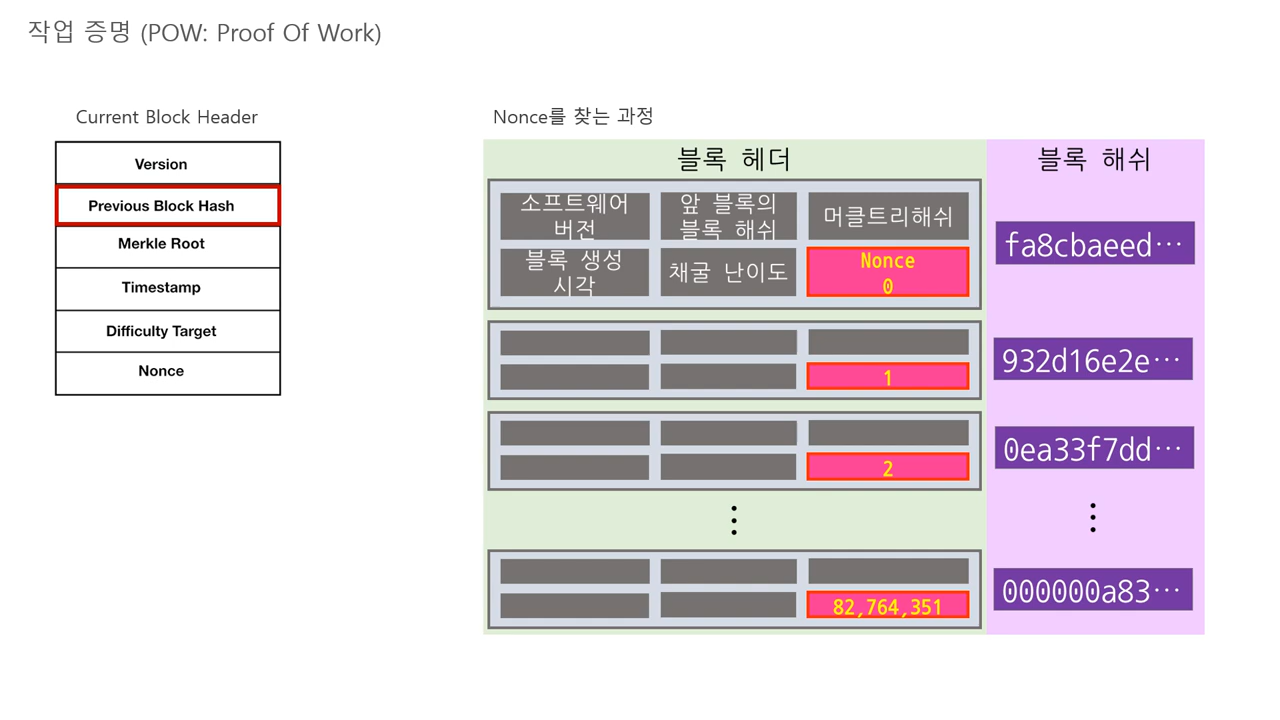 작업 증명 (POW: Proof Of Work)
Current Block Header
Version
Previous Block Hash
Merkle Root
Timestamp
Difficulty Target
Nonce
Nonce를 찾는 과정
블록 헤더
블록 해쉬
소프트웨어
버전
앞 블록의
블록 해쉬
머클트리해쉬
블록 생성
시각
채굴 난이도
Nonce
0
fa8cbaeed…
1
932d16e2e…
2
0ea33f7dd…
82,764,351
000000a83…